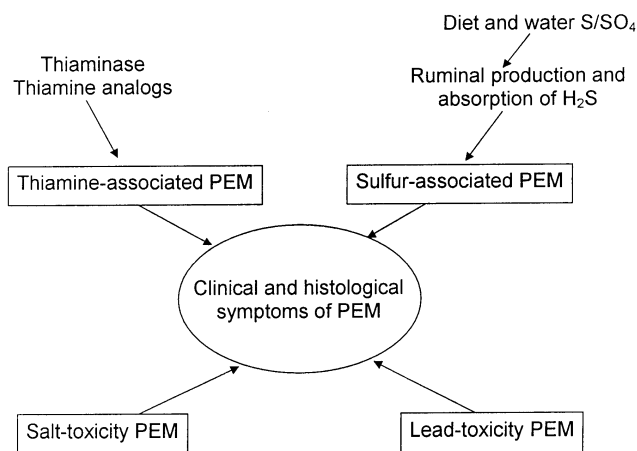 Diet and water S/SO₄
Thiaminase
Thiamine analogs
Ruminal production and
absorption of H₂S
Thiamine-associated PEM
Sulfur-associated PEM
Clinical and histological
symptoms of PEM
Salt-toxicity PEM
Lead-toxicity PEM